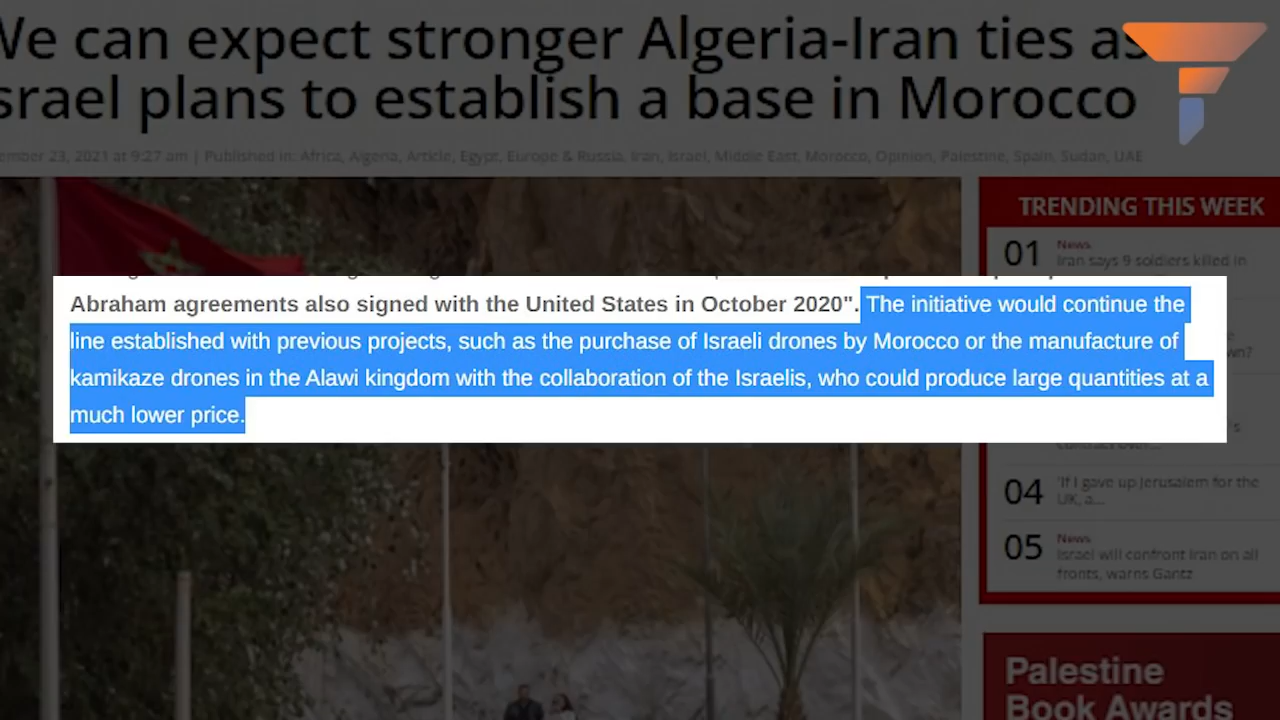 We can expect stronger Algeria-Iran ties as
srael plans to establish a base in Morocco
ember 23, 2021 at 9:27 am | Published in: Africa, Algeria, Article, Egypt, Europe & Russia, Iran, Israel, Middle East, Morocco, Opinion, Palestine, Spain, Sudan, UAE
TRENDING THIS WEEK
01
News
Iran says 9 soldiers killed in
Abraham agreements also signed with the United States in October 2020". The initiative would continue the
line established with previous projects, such as the purchase of Israeli drones by Morocco or the manufacture of
kamikaze drones in the Alawi kingdom with the collaboration of the Israelis, who could produce large quantities at a
much lower price.
04
'If I gave up Jerusalem for the
UK, a...
05
News
Israel will confront Iran on all
fronts, warns Gantz
Palestine
Book Awards